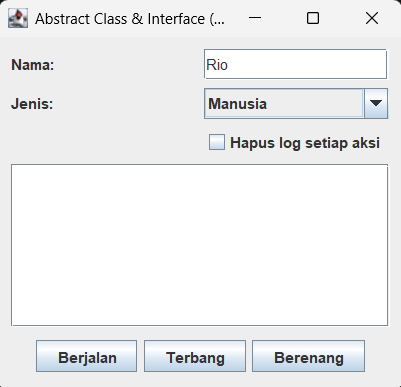 Abstract Class & Interface (...
Nama:
Rio
Jenis:
Manusia
Hapus log setiap aksi
Berjalan
Terbang
Berenang